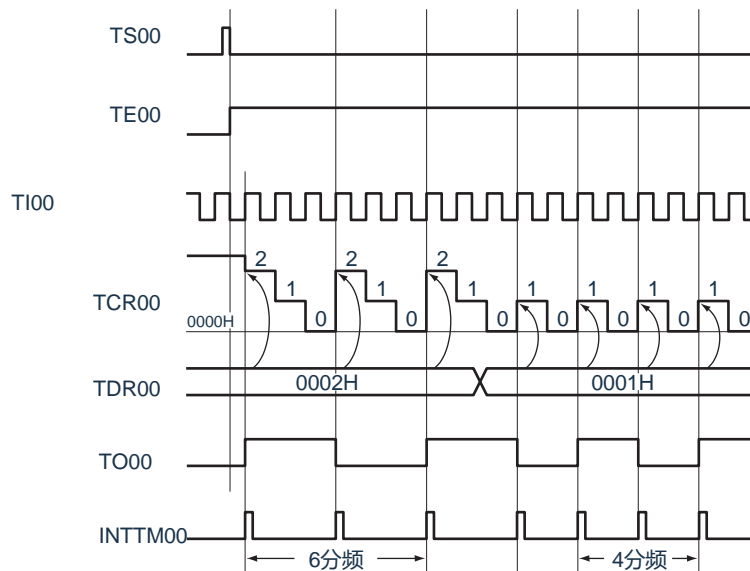 TS00
TE00
TI00
2 2 2
1 1 1 1 1 1 1
TCR00
0 0 0 0 0 0 0
0000H
TDR00 0002H 0001H
TO00
INTTM00
6分频 4分频